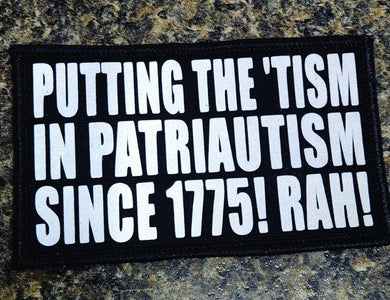 PUTTING THE 'TISM
IN PATRIAUTISM
SINCE 1775! RAH!